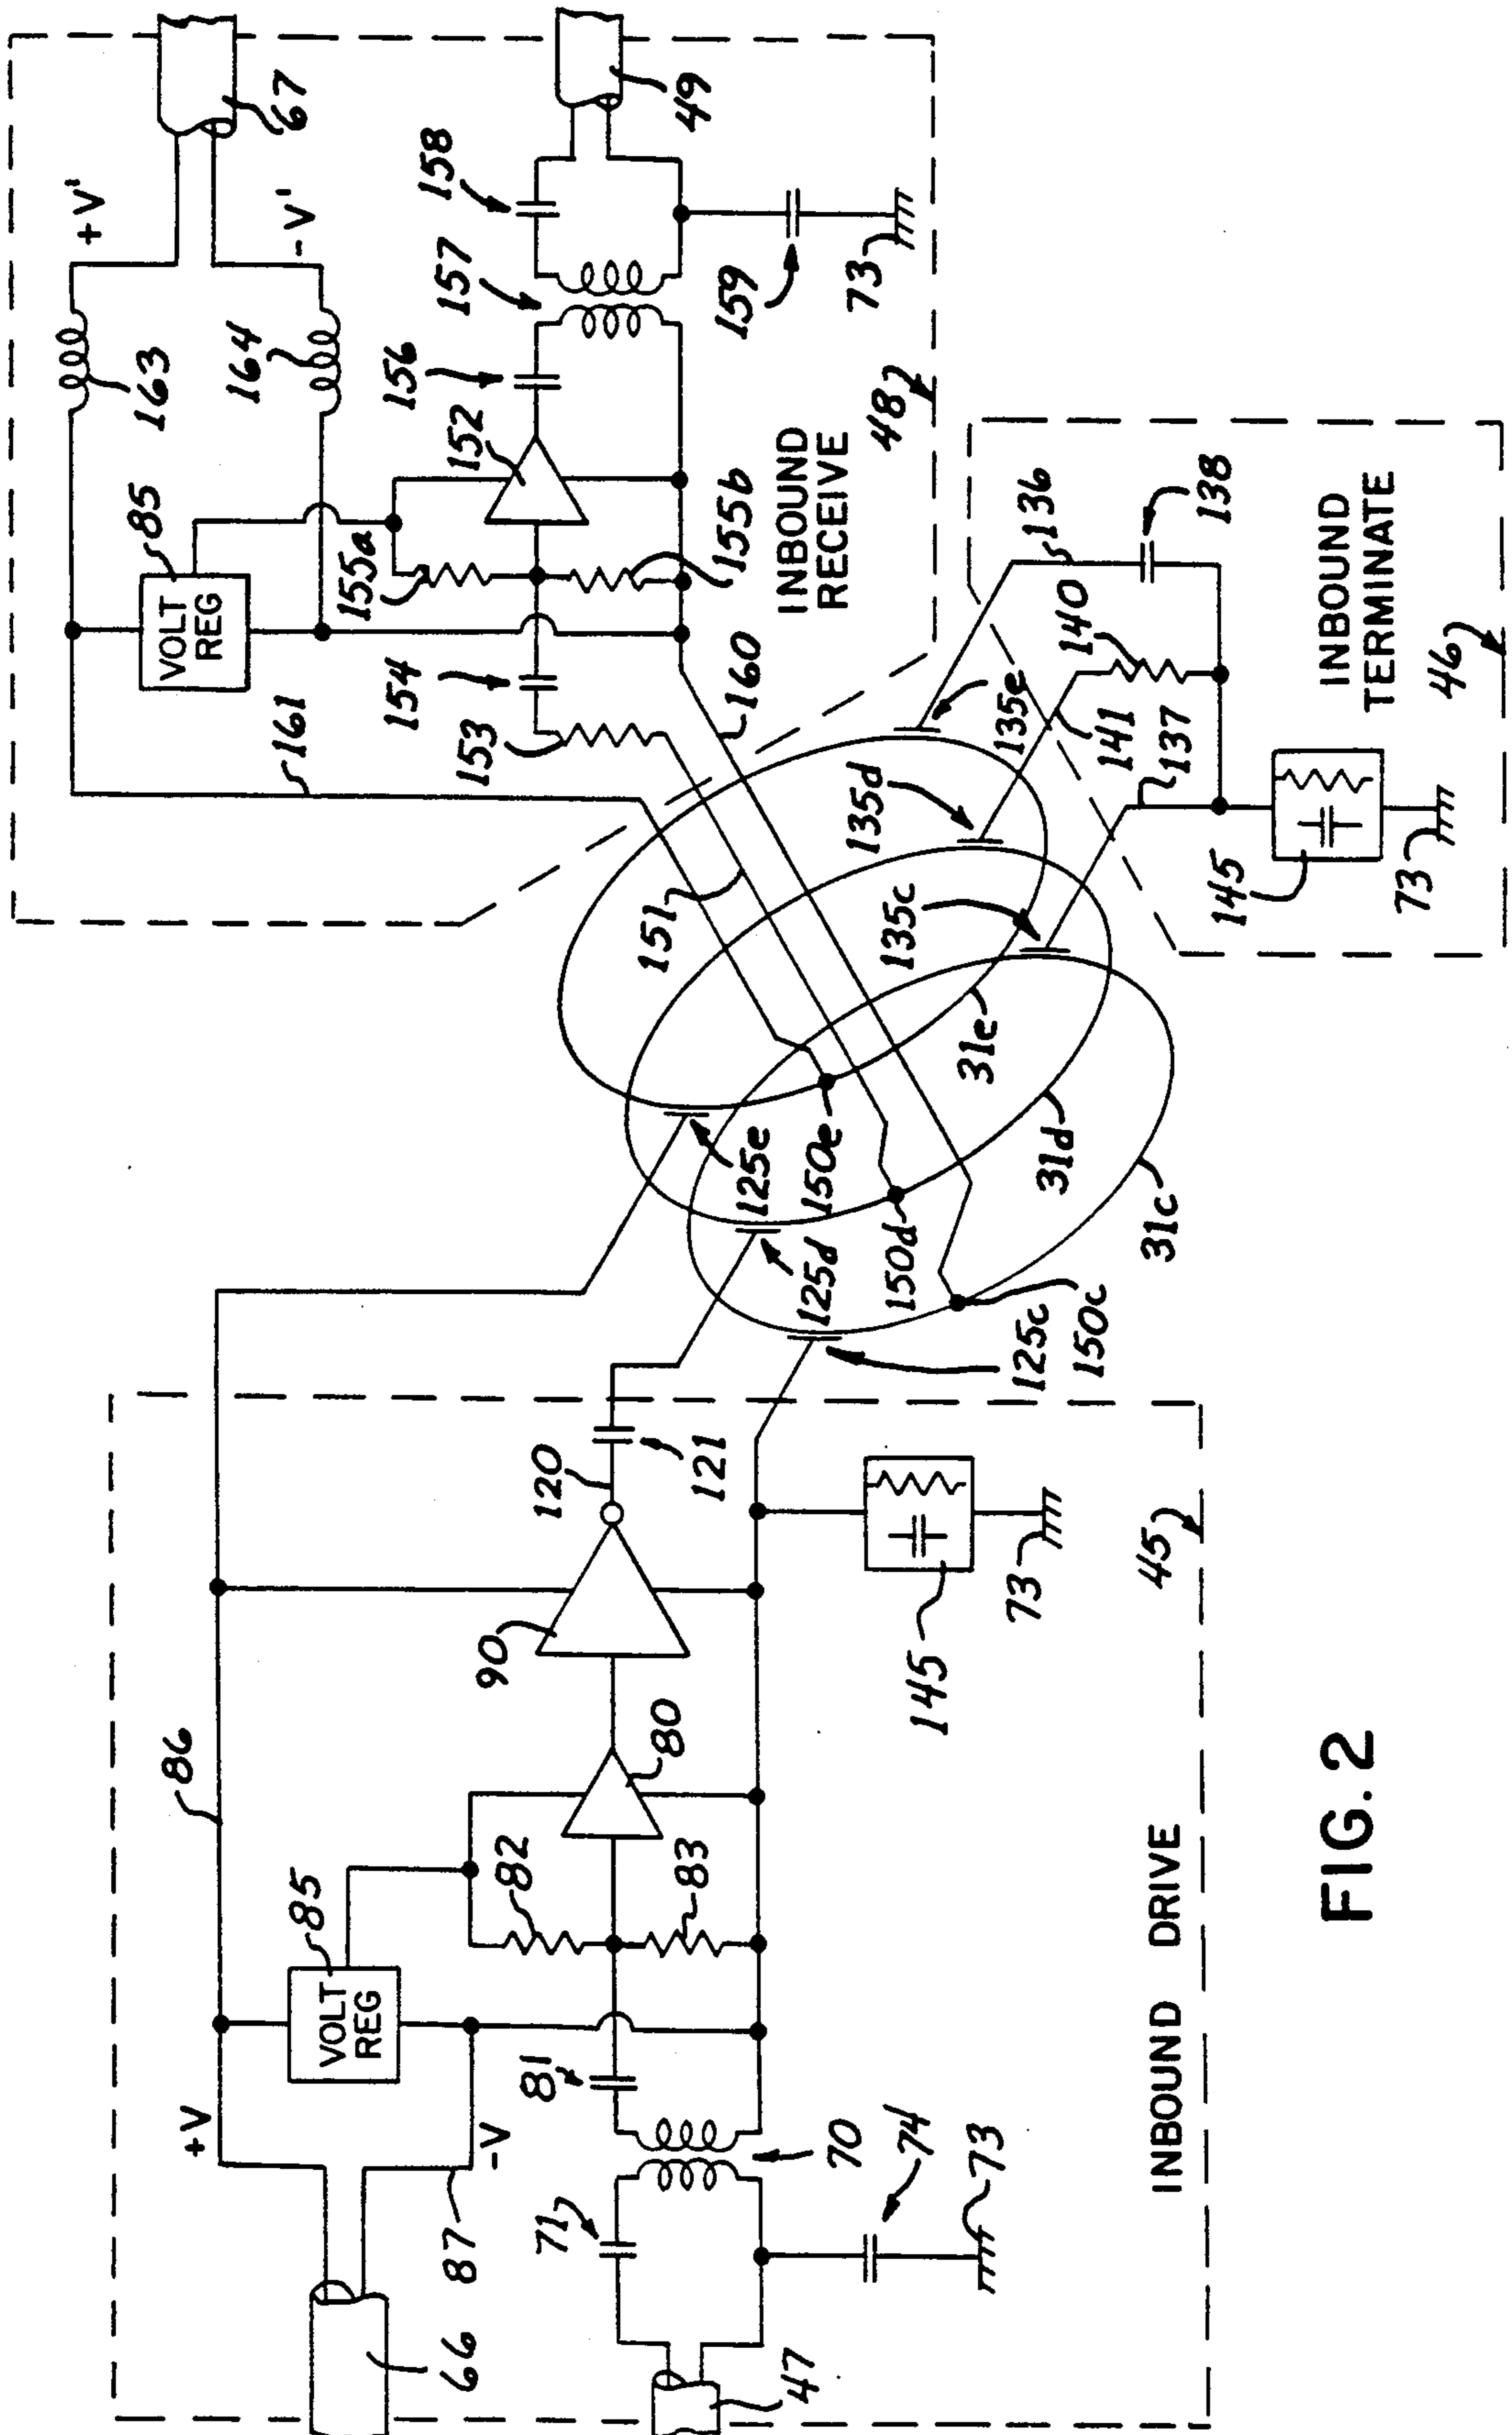 +V'
67
-V'
163
164
49
158
157
159
73
156
152
85
VOLT
REG
155a
155b
154
153
161
160
INBOUND
RECEIVE
48
136
138
140
135e
141
137
135d
INBOUND
TERMINATE
46
145
73
135c
151
31e
31d
31c
125e
150e
125d
150d
125c
150c
120
121
90
80
86
85
VOLT
REG
82
83
145
73
45
+V
-V
81
87
66
71
70
74
73
47
INBOUND DRIVE
FIG. 2